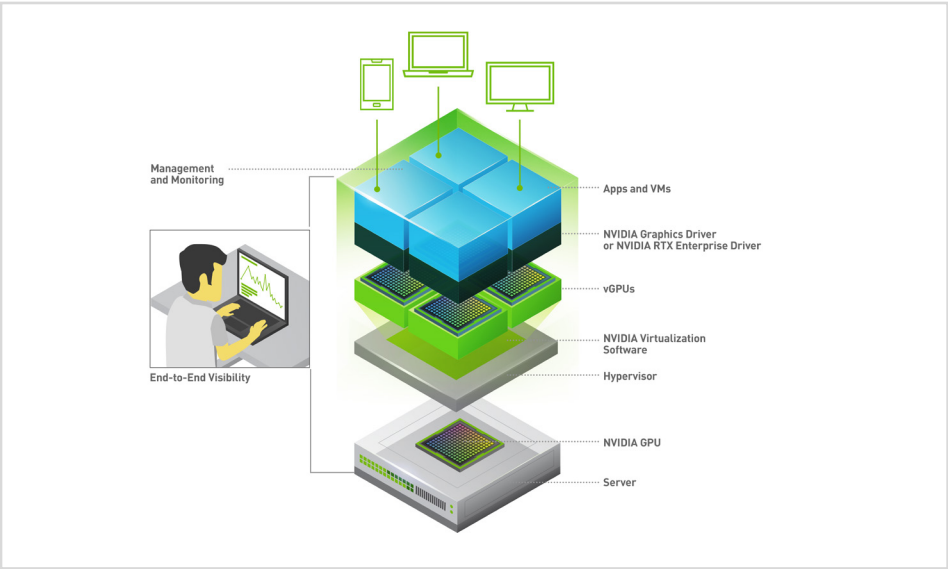 Management
and Monitoring
Apps and VMs
NVIDIA Graphics Driver
or NVIDIA RTX Enterprise Driver
vGPUs
NVIDIA Virtualization
Software
End-to-End Visibility
Hypervisor
NVIDIA GPU
Server